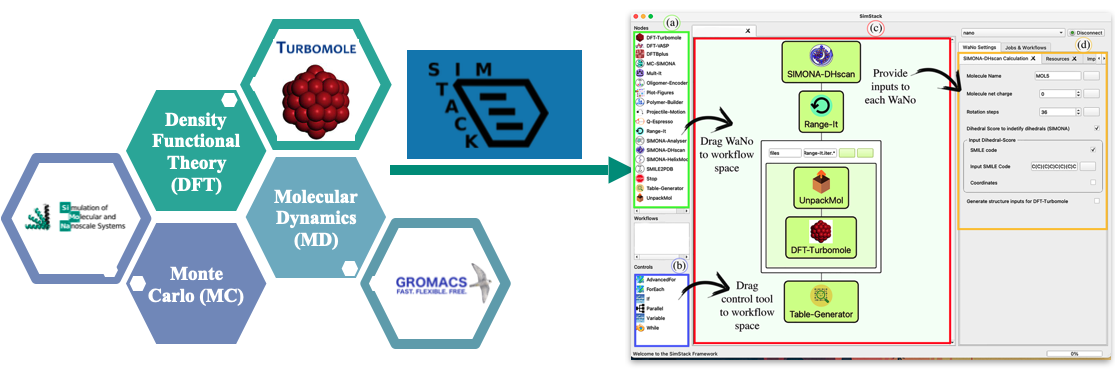 TURBOMOLE
Density
Functional
Theory
(DFT)
Simulation of
Molecular and
Nanoscale Systems
Molecular
Dynamics
(MD)
Monte
Carlo (MC)
GROMACS
FAST. FLEXIBLE. FREE.
SIM
STACK
SimStack
(a)
Nodes
DFT-Turbomole
DFT-VASP
DFTBplus
MC-SIMONA
Mult-It
Oligomer-Encoder
Plot-Figures
Polymer-Builder
Projectile-Motion
Q-Espresso
Range-It
SIMONA-Analyser
SIMONA-DHscan
SIMONA-HelixMod
SMILE2PDB
Stop
Table-Generator
UnpackMol
Workflows
Controls
(b)
AdvancedFor
ForEach
If
Parallel
Variable
While
Welcome to the SimStack Framework
(c)
SIMONA-DHscan
Range-It
files
Range-It.iter.*
UnpackMol
DFT-Turbomole
Table-Generator
Drag WaNo
to workflow
space
Drag
control tool
to workflow
space
Provide
inputs to
each WaNo
nano
Disconnect
WaNo Settings
Jobs & Workflows
(d)
SIMONA-DHscan Calculation
Resources
Imp
Molecule Name
MOL5
Molecule net charge
0
Rotation steps
36
Dihedral Score to indetify dihedrals (SIMONA)
Input Dihedral-Score
SMILE code
Input SMILE Code
C(C)(C)C(C)(C)C
Coordinates
Generate structure inputs for DFT-Turbomole
0%